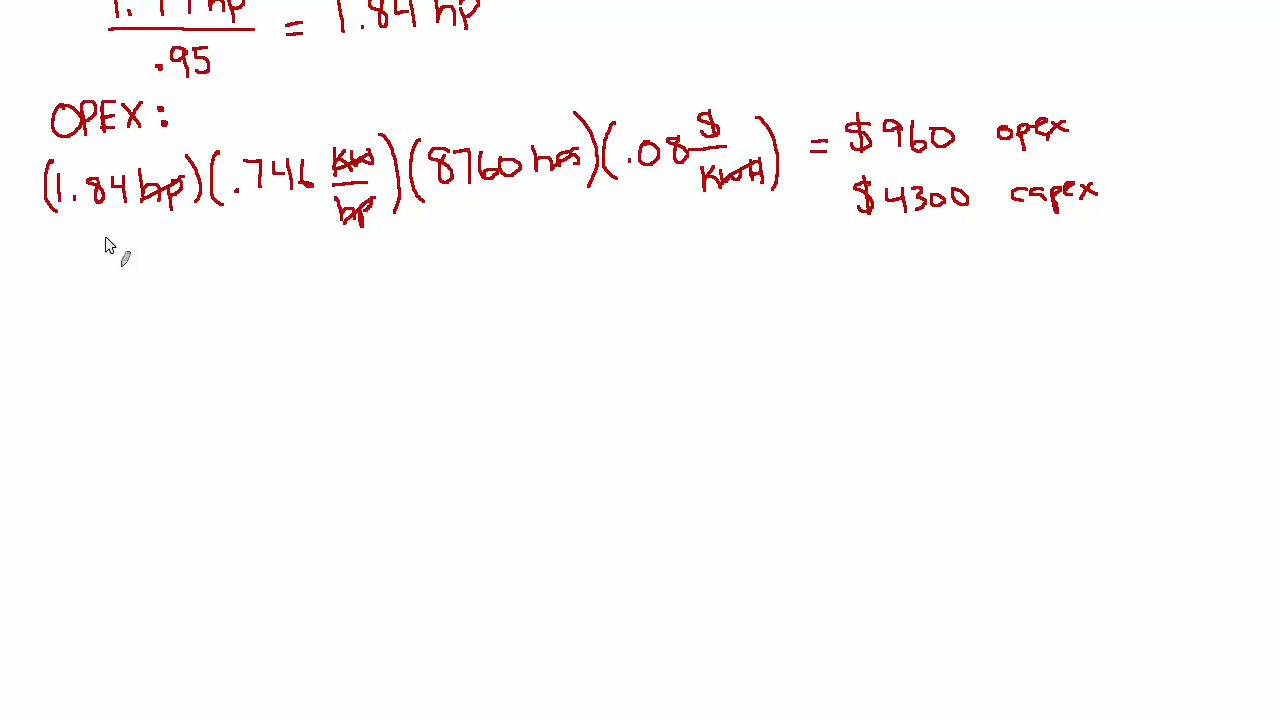 hp
= 1.84 hp
.95
OPEX:
(1.84 hp)(.746 Kw/hp)(8760 hrs)(.08 $/KwH) = $960 opex
$4300 capex